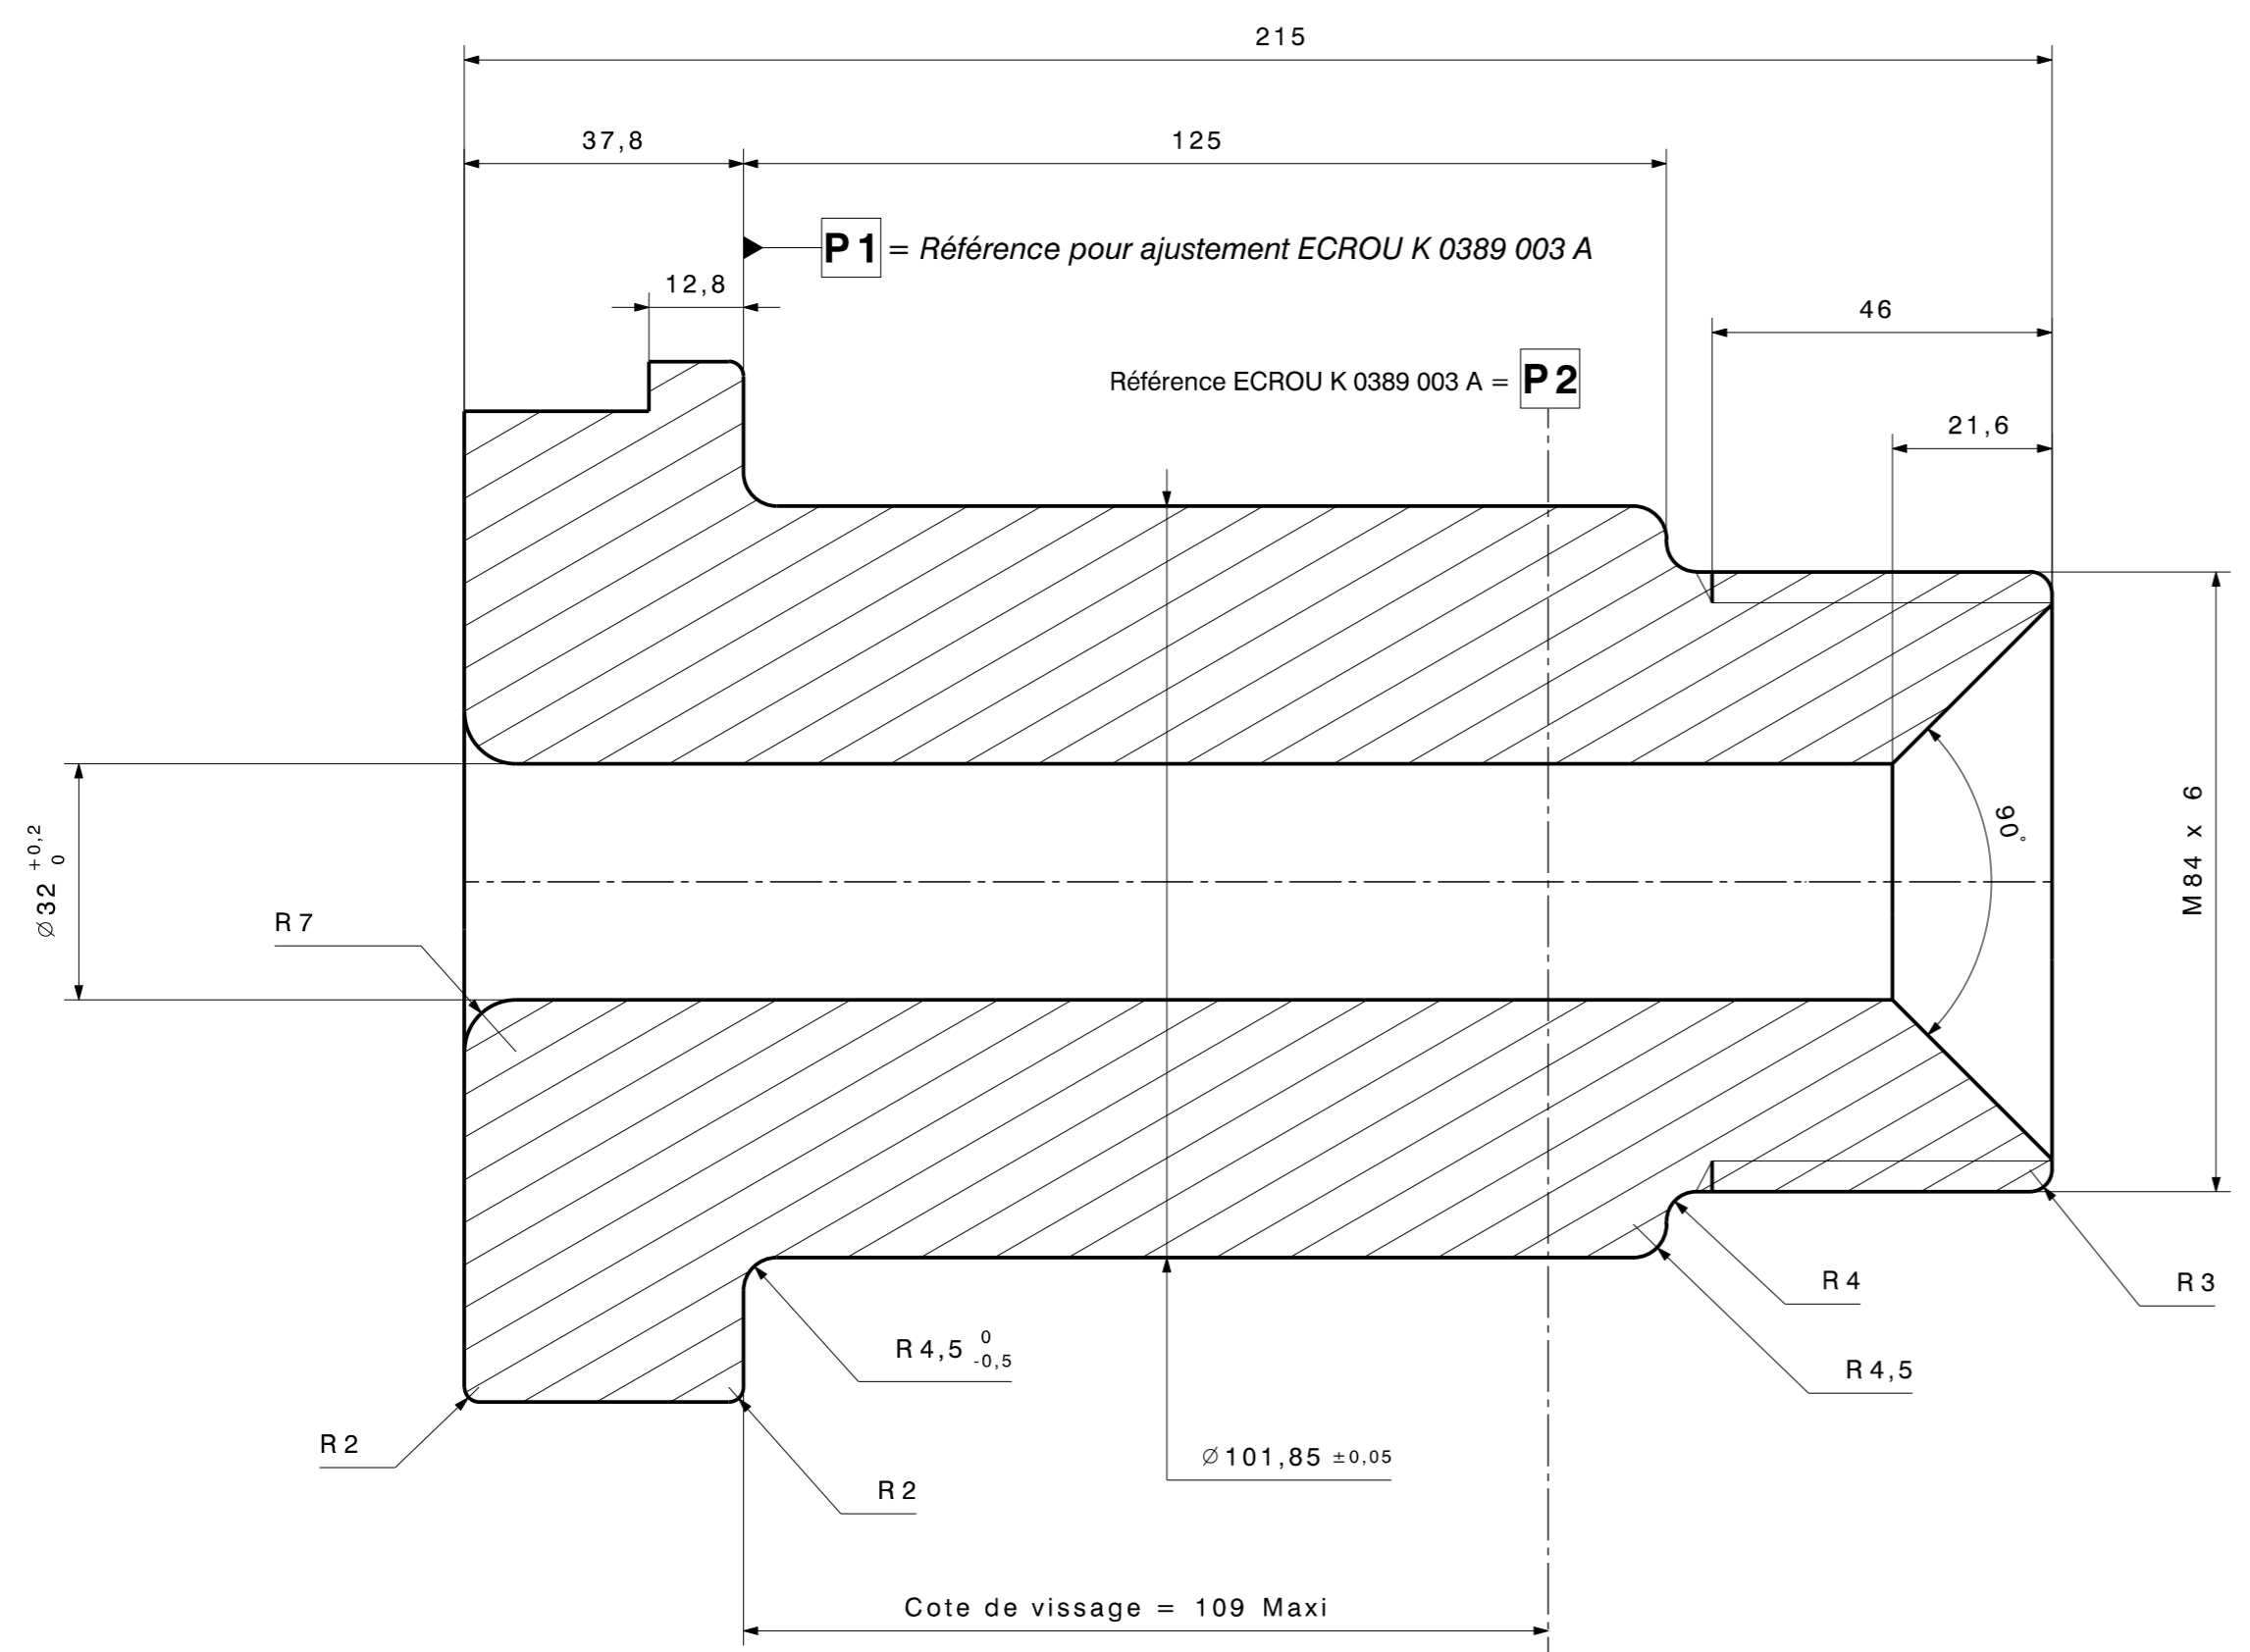 215
37,8
125
P1 = Référence pour ajustement ECROU K 0389 003 A
12,8
46
Référence ECROU K 0389 003 A = P2
21,6
90°
M84 x 6
∅32 +0,2 0
R7
R4
R3
R4,5 0 -0,5
R4,5
R2
∅101,85 ±0,05
R2
Cote de vissage = 109 Maxi